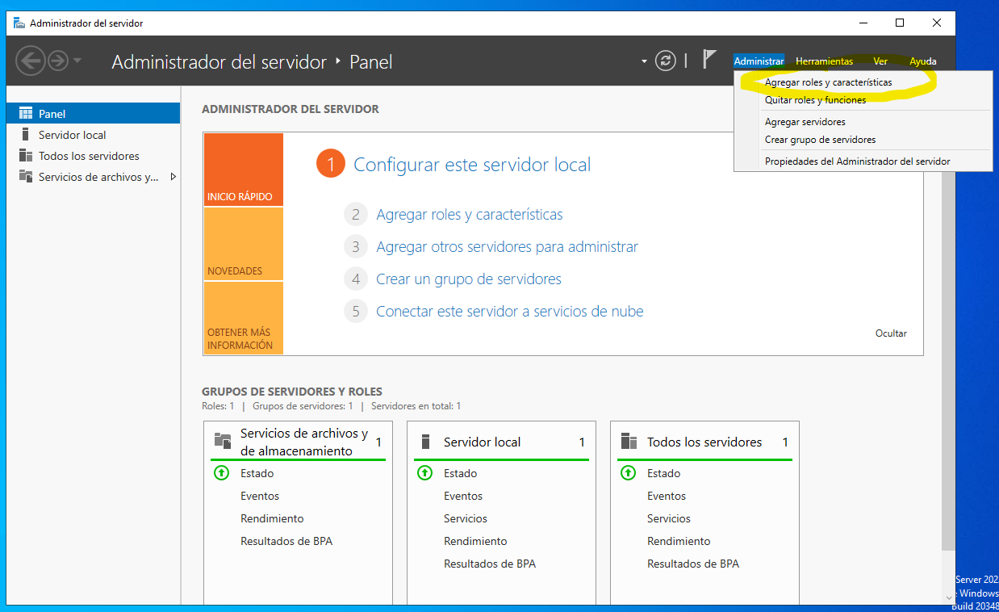 Administrador del servidor
Administrador del servidor
Panel
Administrar
Herramientas
Ver
Ayuda
Agregar roles y características
Quitar roles y funciones
Agregar servidores
Crear grupo de servidores
Propiedades del Administrador del servidor
Panel
Servidor local
Todos los servidores
Servicios de archivos y...
ADMINISTRADOR DEL SERVIDOR
INICIO RÁPIDO
NOVEDADES
OBTENER MÁS
INFORMACIÓN
1 Configurar este servidor local
2 Agregar roles y características
3 Agregar otros servidores para administrar
4 Crear un grupo de servidores
5 Conectar este servidor a servicios de nube
Ocultar
GRUPOS DE SERVIDORES Y ROLES
Roles: 1 | Grupos de servidores: 1 | Servidores en total: 1
Servicios de archivos y
de almacenamiento
1
Estado
Eventos
Rendimiento
Resultados de BPA
Servidor local
1
Estado
Eventos
Servicios
Rendimiento
Resultados de BPA
Todos los servidores
1
Estado
Eventos
Servicios
Rendimiento
Resultados de BPA
Server 202
Windows
Build 20348